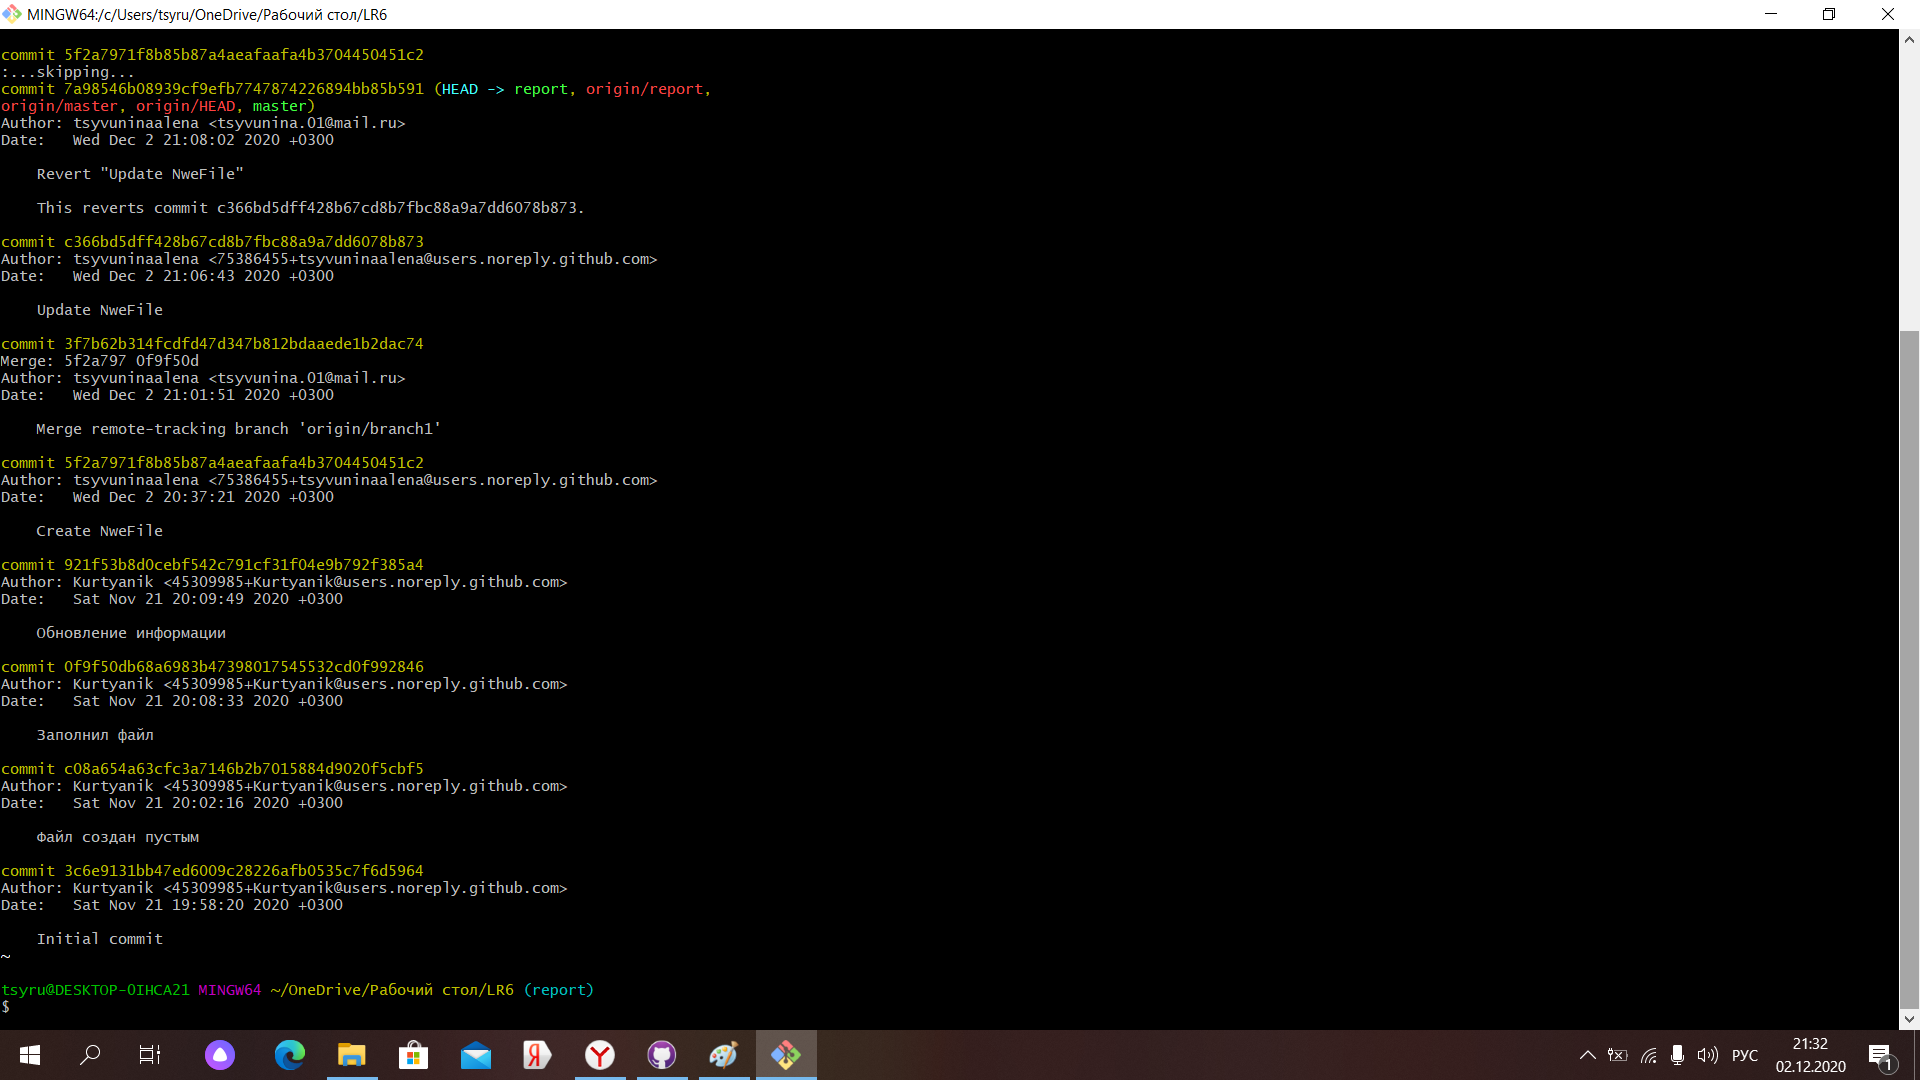 MINGW64:/c/Users/tsyru/OneDrive/Рабочий стол/LR6
commit 5f2a7971f8b85b87a4aeafaafa4b3704450451c2
:...skipping...
commit 7a98546b08939cf9efb7747874226894bb85b591 (HEAD -> report, origin/report,
origin/master, origin/HEAD, master)
Author: tsyvuninaalena <tsyvunina.01@mail.ru>
Date:   Wed Dec 2 21:08:02 2020 +0300
    Revert "Update NweFile"
    This reverts commit c366bd5dff428b67cd8b7fbc88a9a7dd6078b873.
commit c366bd5dff428b67cd8b7fbc88a9a7dd6078b873
Author: tsyvuninaalena <75386455+tsyvuninaalena@users.noreply.github.com>
Date:   Wed Dec 2 21:06:43 2020 +0300
    Update NweFile
commit 3f7b62b314fcdfd47d347b812bdaaede1b2dac74
Merge: 5f2a797 0f9f50d
Author: tsyvuninaalena <tsyvunina.01@mail.ru>
Date:   Wed Dec 2 21:01:51 2020 +0300
    Merge remote-tracking branch 'origin/branch1'
commit 5f2a7971f8b85b87a4aeafaafa4b3704450451c2
Author: tsyvuninaalena <75386455+tsyvuninaalena@users.noreply.github.com>
Date:   Wed Dec 2 20:37:21 2020 +0300
    Create NweFile
commit 921f53b8d0cebf542c791cf31f04e9b792f385a4
Author: Kurtyanik <45309985+Kurtyanik@users.noreply.github.com>
Date:   Sat Nov 21 20:09:49 2020 +0300
    Обновление информации
commit 0f9f50db68a6983b47398017545532cd0f992846
Author: Kurtyanik <45309985+Kurtyanik@users.noreply.github.com>
Date:   Sat Nov 21 20:08:33 2020 +0300
    Заполнил файл
commit c08a654a63cfc3a7146b2b7015884d9020f5cbf5
Author: Kurtyanik <45309985+Kurtyanik@users.noreply.github.com>
Date:   Sat Nov 21 20:02:16 2020 +0300
    Файл создан пустым
commit 3c6e9131bb47ed6009c28226afb0535c7f6d5964
Author: Kurtyanik <45309985+Kurtyanik@users.noreply.github.com>
Date:   Sat Nov 21 19:58:20 2020 +0300
    Initial commit
~
tsyru@DESKTOP-OIHCA21 MINGW64 ~/OneDrive/Рабочий стол/LR6 (report)
$
Я Y РУС 21:32
02.12.2020
1